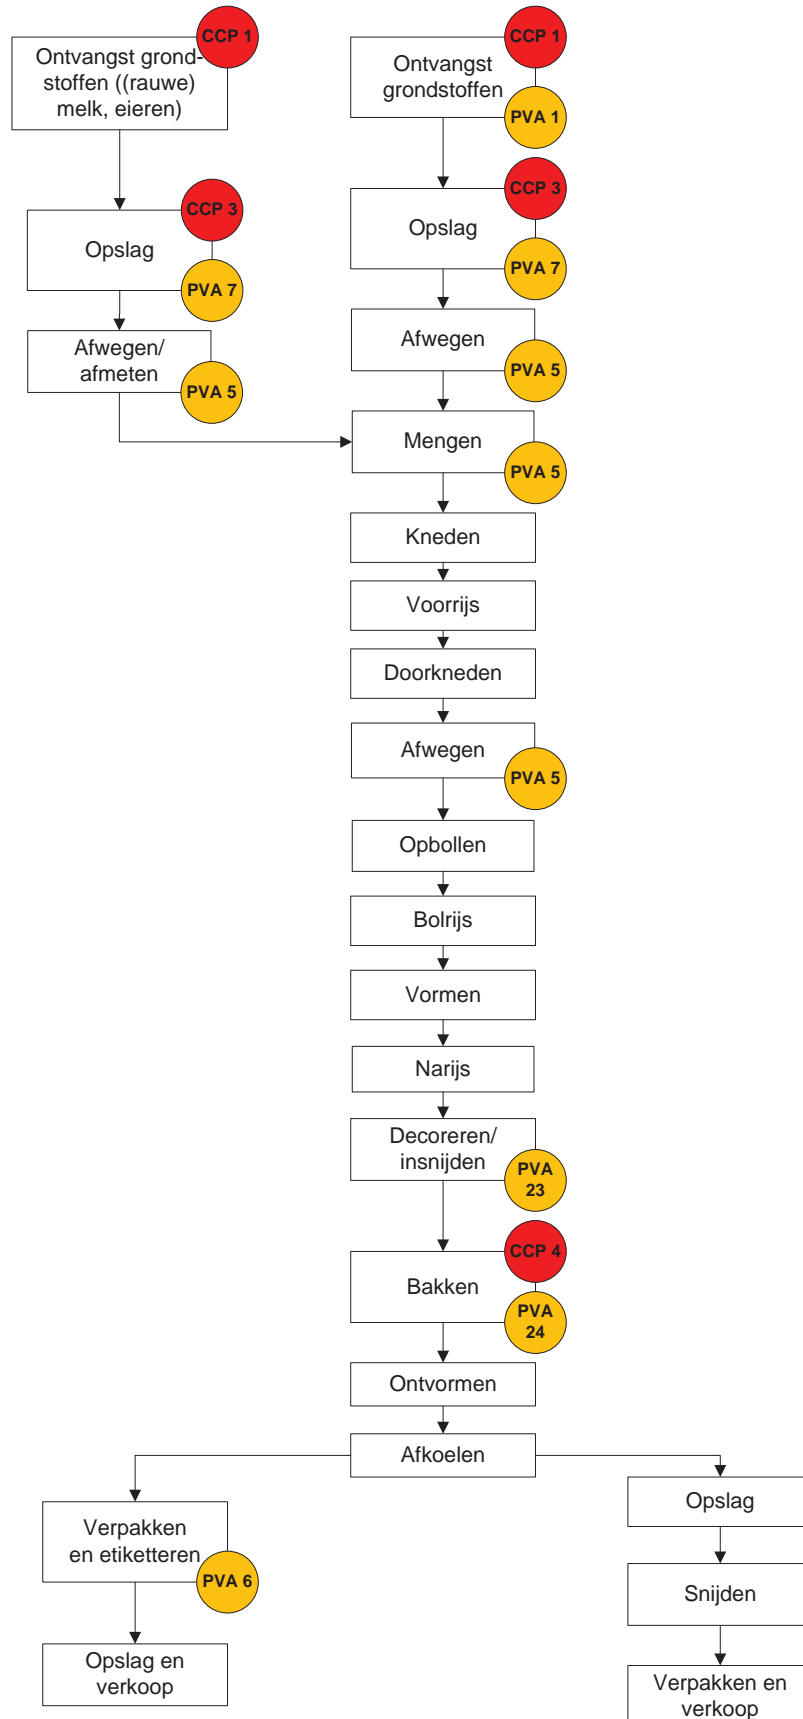 CCP 1
Ontvangst grond-
stoffen ((rauwe)
melk, eieren)
CCP 3
Opslag
PVA 7
Afwegen/
afmeten
PVA 5
CCP 1
Ontvangst
grondstoffen
PVA 1
CCP 3
Opslag
PVA 7
Afwegen
PVA 5
Mengen
PVA 5
Kneden
Voorrijs
Doorkneden
Afwegen
PVA 5
Opbollen
Bolrijs
Vormen
Narijs
Decoreren/
insnijden
PVA
23
CCP 4
Bakken
PVA
24
Ontvormen
Afkoelen
Verpakken
en etiketteren
PVA 6
Opslag en
verkoop
Opslag
Snijden
Verpakken en
verkoop